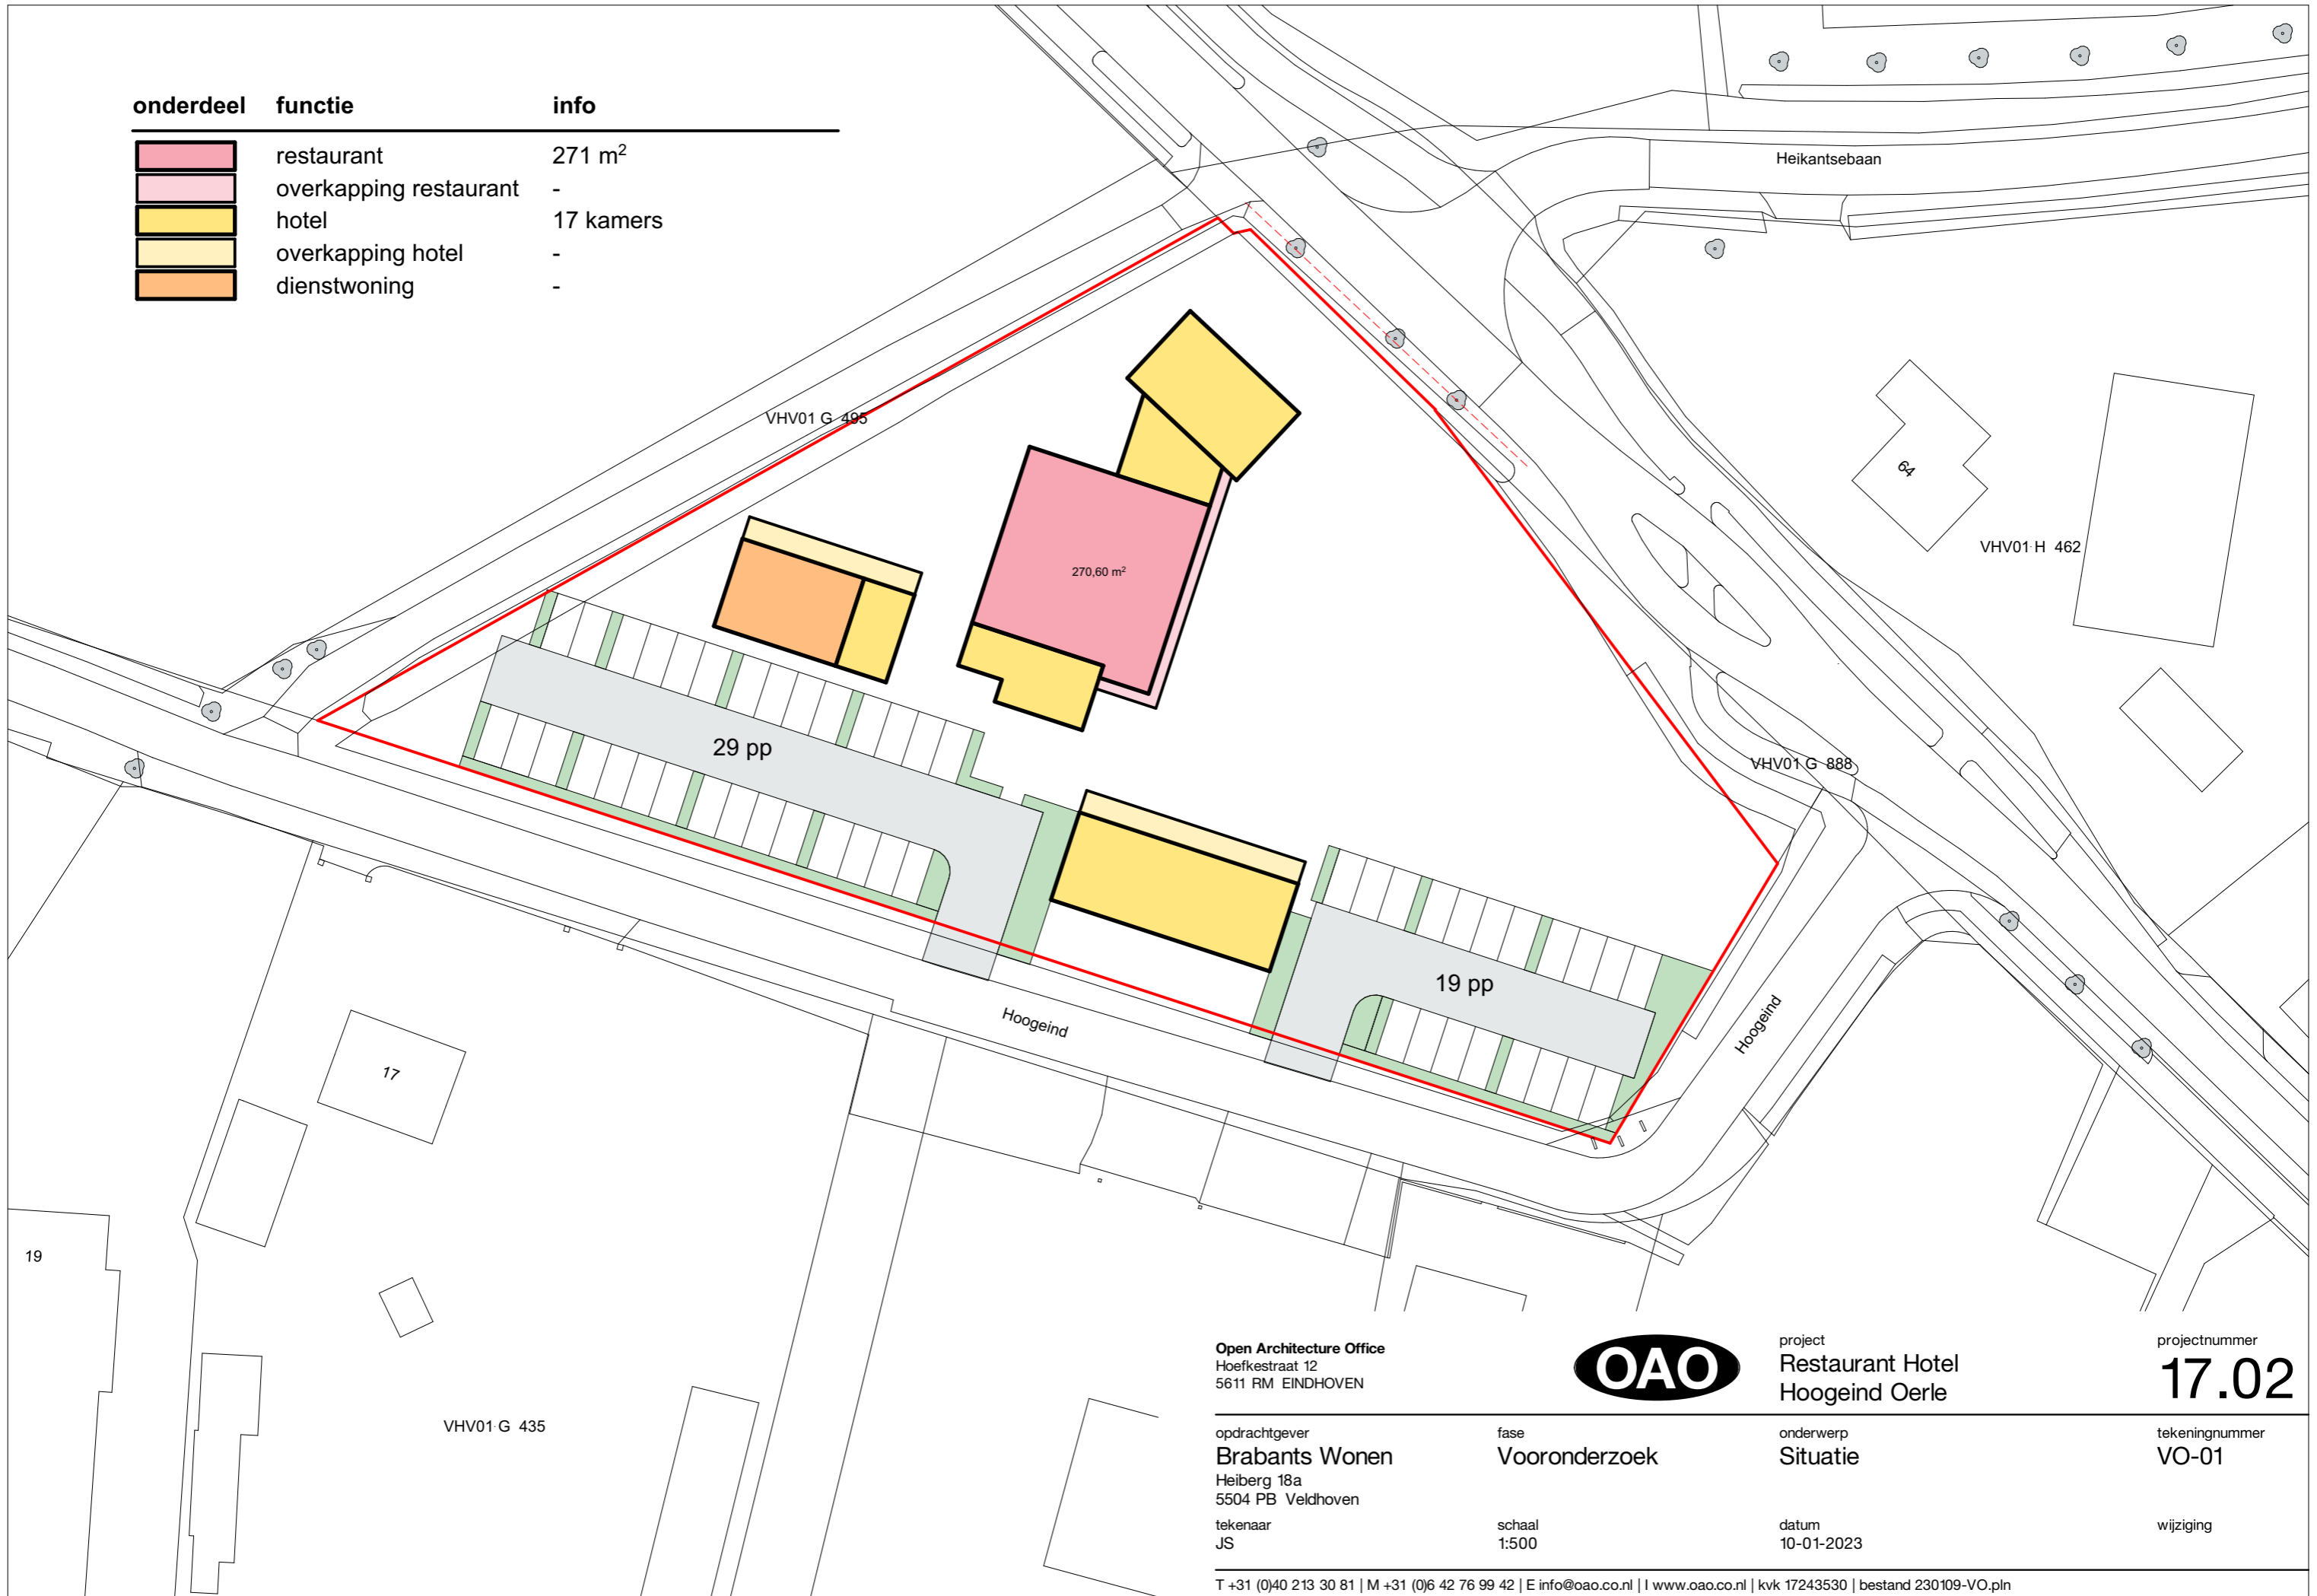 onderdeel functie info
restaurant 271 m²
overkapping restaurant -
hotel 17 kamers
overkapping hotel -
dienstwoning -
Heikantsebaan
VHV01 G 495
64
VHV01 H 462
270,60 m²
29 pp
VHV01 G 888
19 pp
Hoogeind
Hoogeind
17
19
VHV01 G 435
Open Architecture Office
Hoefkestraat 12
5611 RM EINDHOVEN
OAO
project
Restaurant Hotel
Hoogeind Oerle
projectnummer
17.02
opdrachtgever
Brabants Wonen
Heiberg 18a
5504 PB Veldhoven
fase
Vooronderzoek
onderwerp
Situatie
tekeningnummer
VO-01
tekenaar
JS
schaal
1:500
datum
10-01-2023
wijziging
T +31 (0)40 213 30 81 | M +31 (0)6 42 76 99 42 | E info@oao.co.nl | I www.oao.co.nl | kvk 17243530 | bestand 230109-VO.pln